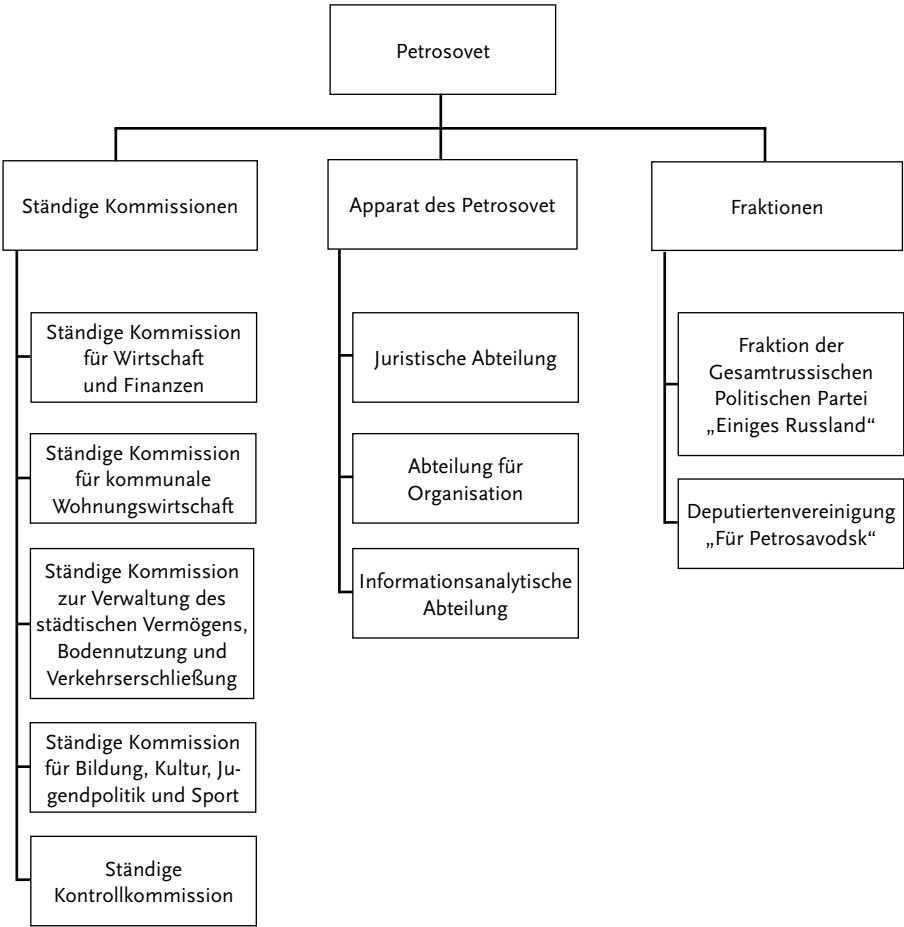 Petrosovet
Ständige Kommissionen
Ständige Kommission
für Wirtschaft
und Finanzen
Ständige Kommission
für kommunale
Wohnungswirtschaft
Ständige Kommission
zur Verwaltung des
städtischen Vermögens,
Bodennutzung und
Verkehrserschließung
Ständige Kommission
für Bildung, Kultur, Ju-
gendpolitik und Sport
Ständige
Kontrollkommission
Apparat des Petrosovet
Juristische Abteilung
Abteilung für
Organisation
Informationsanalytische
Abteilung
Fraktionen
Fraktion der
Gesamtrussischen
Politischen Partei
„Einiges Russland“
Deputiertenvereinigung
„Für Petrosavodsk“